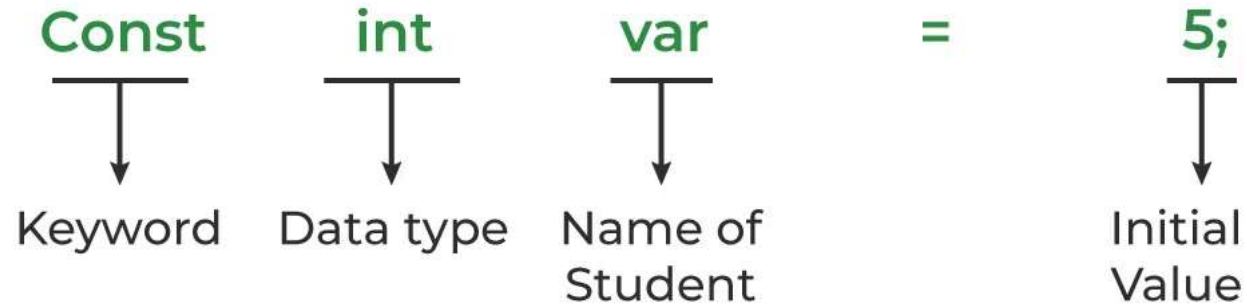 Const int var = 5;
Keyword Data type Name of Student Initial Value